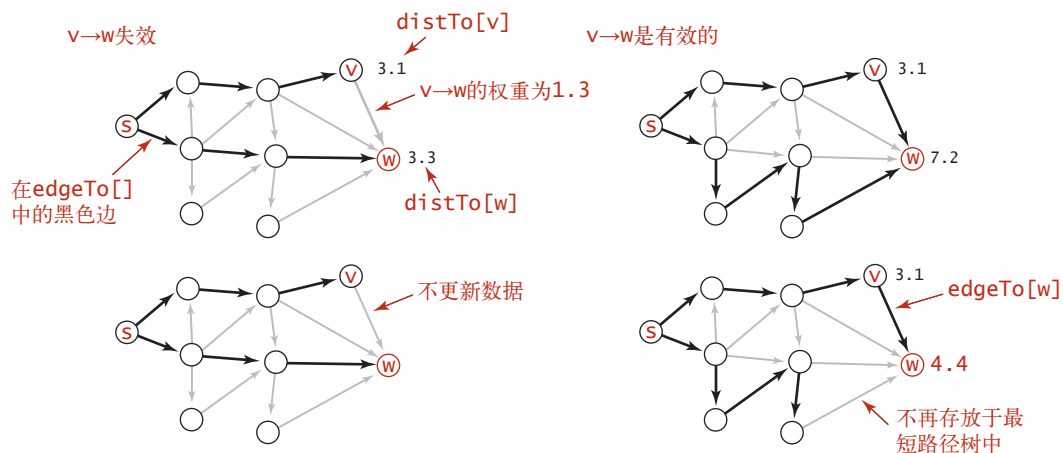 v→w失效
distTo[v]
v
3.1
v→w的权重为1.3
s
w
3.3
在edgeTo[]
中的黑色边
distTo[w]
v→w是有效的
v
3.1
s
w
7.2
v
不更新数据
s
w
v
3.1
edgeTo[w]
s
w
4.4
不再存放于最
短路径树中